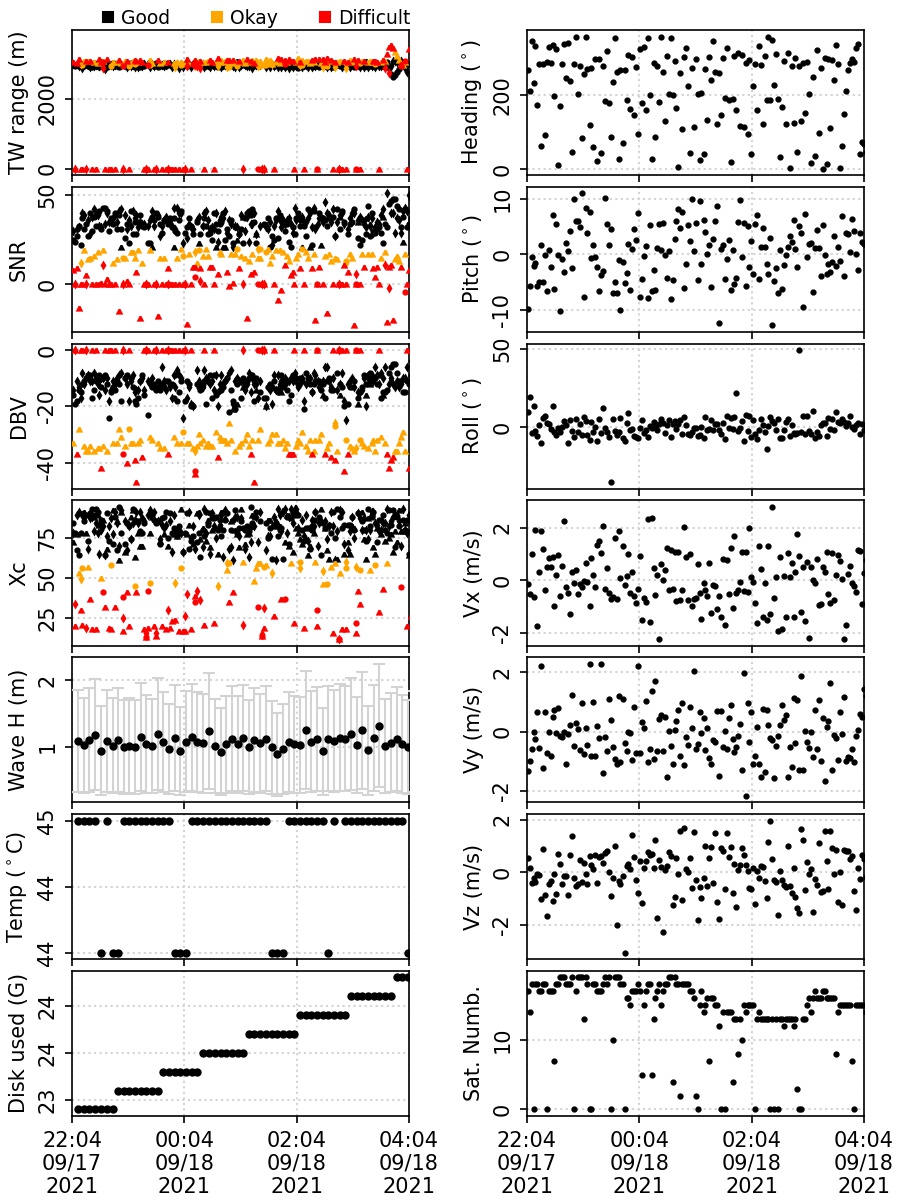 Good Okay Difficult
TW range (m)
2000
0
Heading (°)
200
0
SNR
50
0
Pitch (°)
10
0
-10
DBV
0
-20
-40
Roll (°)
50
0
Xc
75
50
25
Vx (m/s)
2
0
-2
Wave H (m)
2
1
Vy (m/s)
2
0
-2
Temp (°C)
45
44
44
Vz (m/s)
2
0
-2
Disk used (G)
24
24
23
Sat. Numb.
10
0
22:04 00:04 02:04 04:04
09/17 09/18 09/18 09/18
2021 2021 2021 2021
22:04 00:04 02:04 04:04
09/17 09/18 09/18 09/18
2021 2021 2021 2021